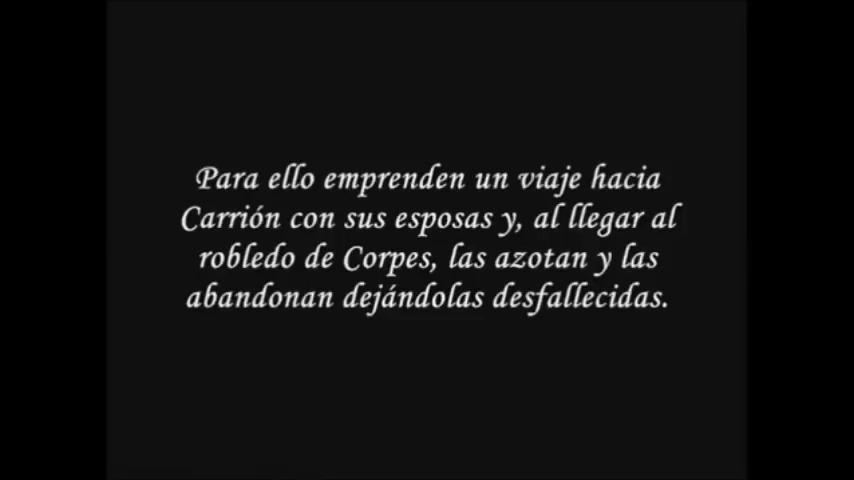 Para ello emprenden un viaje hacia
Carrión con sus esposas y, al llegar al
robledo de Corpes, las azotan y las
abandonan dejándolas desfallecidas.